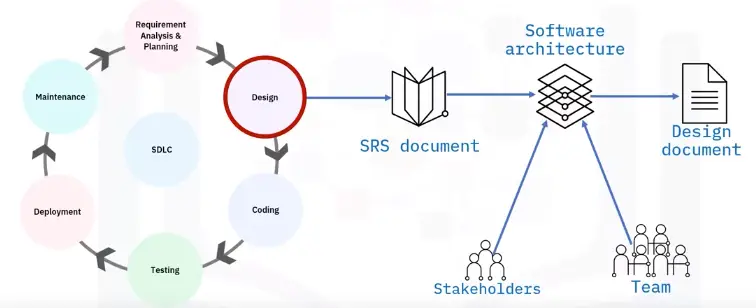 Requirement
Analysis &
Planning
Design
Coding
Testing
Deployment
Maintenance
SDLC
SRS document
Software
architecture
Design
document
Stakeholders
Team